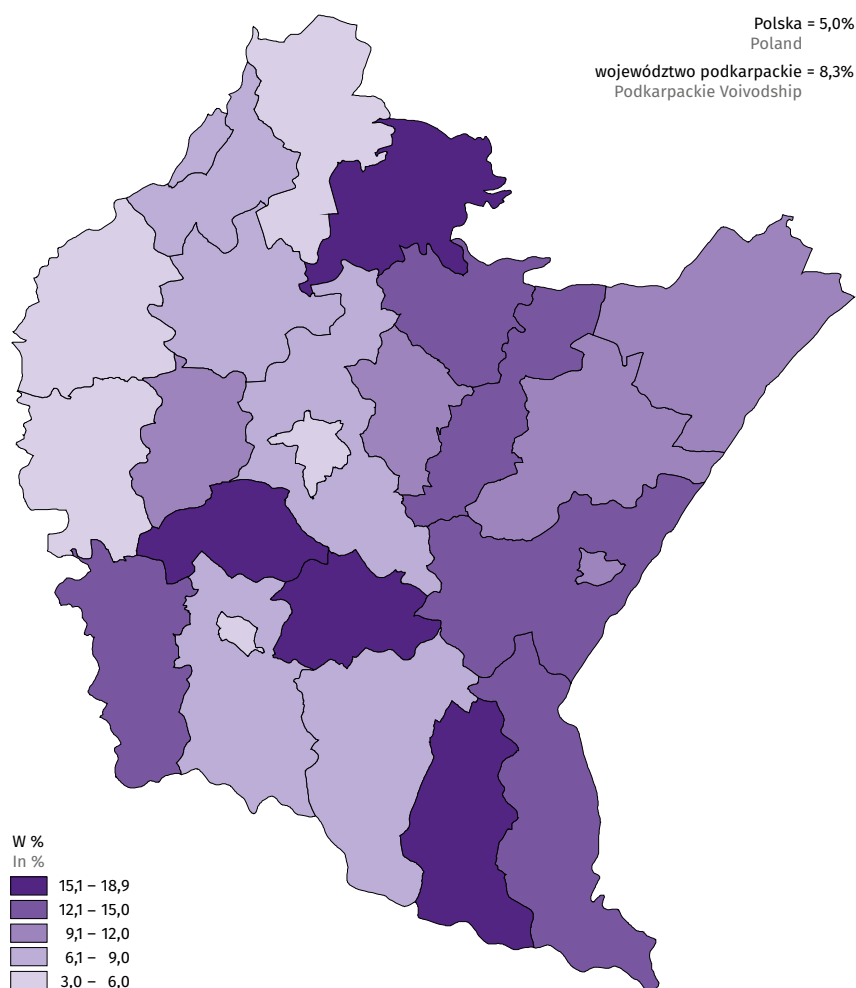 Polska = 5,0%
Poland
województwo podkarpackie = 8,3%
Podkarpackie Voivodship
W %
In %
15,1 – 18,9
12,1 – 15,0
9,1 – 12,0
6,1 – 9,0
3,0 – 6,0